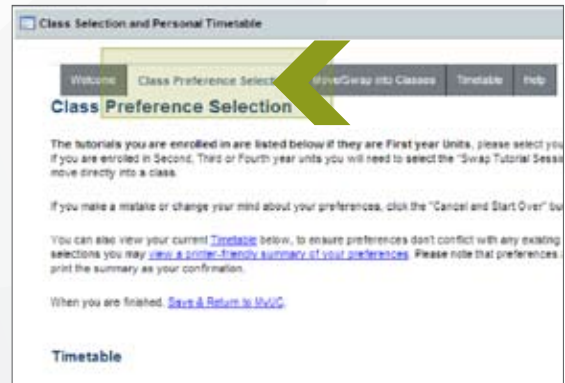 Class Selection and Personal Timetable
Welcome Class Preference Selection Move/Swap into Classes Timetable Help
Class Preference Selection
The tutorials you are enrolled in are listed below if they are First year Units, please select you
If you are enrolled in Second, Third or Fourth year units you will need to select the "Swap Tutorial Sessi
move directly into a class.
If you make a mistake or change your mind about your preferences, click the "Cancel and Start Over" bu
You can also view your current Timetable below, to ensure preferences don't conflict with any existing
selections you may view a printer-friendly summary of your preferences. Please note that preferences
print the summary as your confirmation.
When you are finished, Save & Return to MyUC.
Timetable